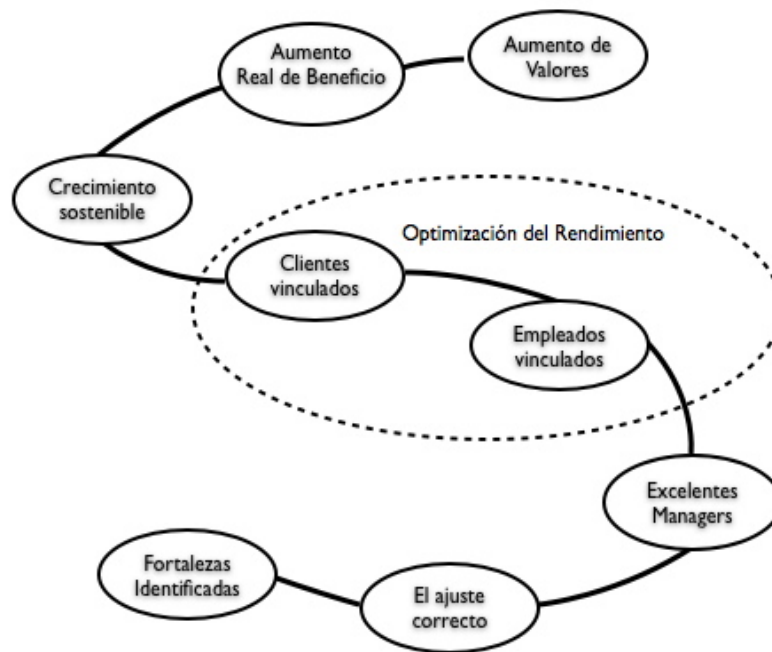 Aumento
Real de Beneficio
Aumento de
Valores
Crecimiento
sostenible
Optimización del Rendimiento
Clientes
vinculados
Empleados
vinculados
Excelentes
Managers
Fortalezas
Identificadas
El ajuste
correcto